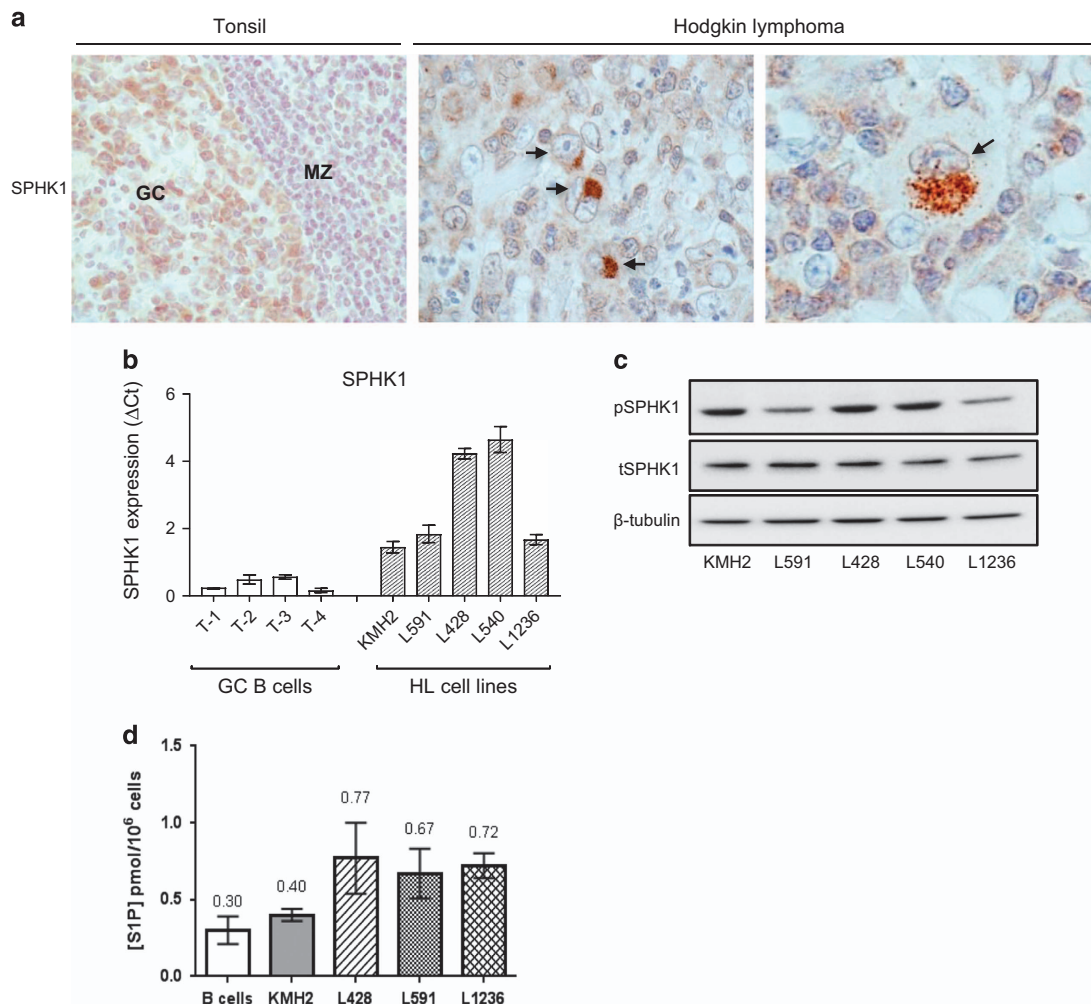 a
Tonsil
Hodgkin lymphoma
SPHK1
GC
MZ
b
SPHK1
SPHK1 expression (ΔCt)
6
4
2
0
T-1
T-2
T-3
T-4
KMH2
L591
L428
L540
L1236
GC B cells
HL cell lines
c
pSPHK1
tSPHK1
β-tubulin
KMH2 L591 L428 L540 L1236
d
[S1P] pmol/10⁶ cells
1.5
1.0
0.5
0.0
0.30
0.40
0.77
0.67
0.72
B cells KMH2 L428 L591 L1236